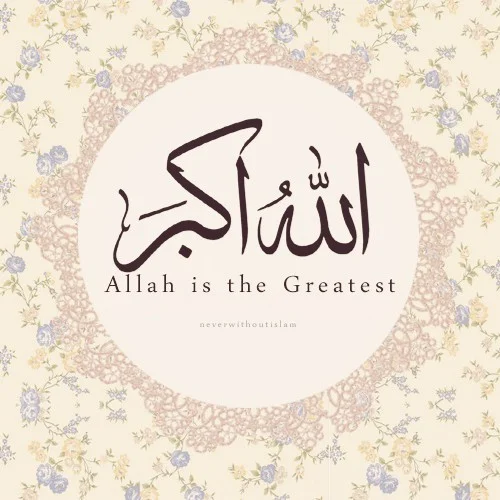 الله اكبر
Allah is the Greatest
neverwithoutislam